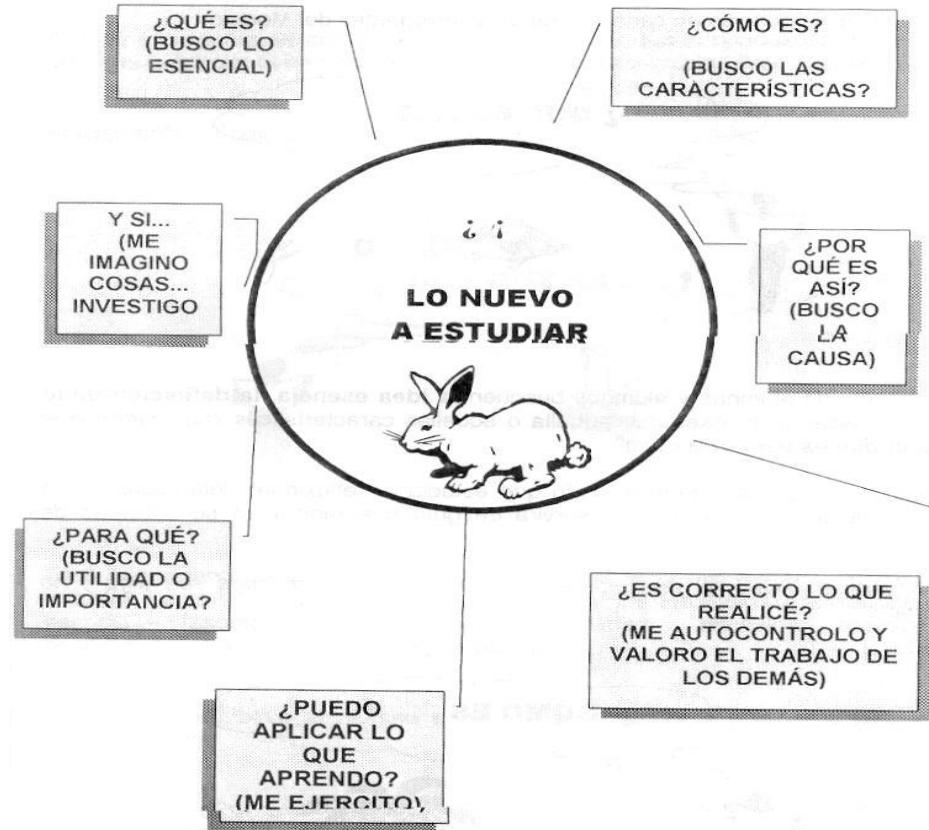 ¿QUÉ ES?
(BUSCO LO
ESENCIAL)
¿CÓMO ES?
(BUSCO LAS
CARACTERÍSTICAS?
¿ ¡
LO NUEVO
A ESTUDIAR
Y SI...
(ME
IMAGINO
COSAS...
INVESTIGO
¿POR
QUÉ ES
ASÍ?
(BUSCO
LA
CAUSA)
¿PARA QUÉ?
(BUSCO LA
UTILIDAD O
IMPORTANCIA?
¿ES CORRECTO LO QUE
REALICÉ?
(ME AUTOCONTROLO Y
VALORO EL TRABAJO DE
LOS DEMÁS)
¿PUEDO
APLICAR LO
QUE
APRENDO?
(ME EJERCITO),